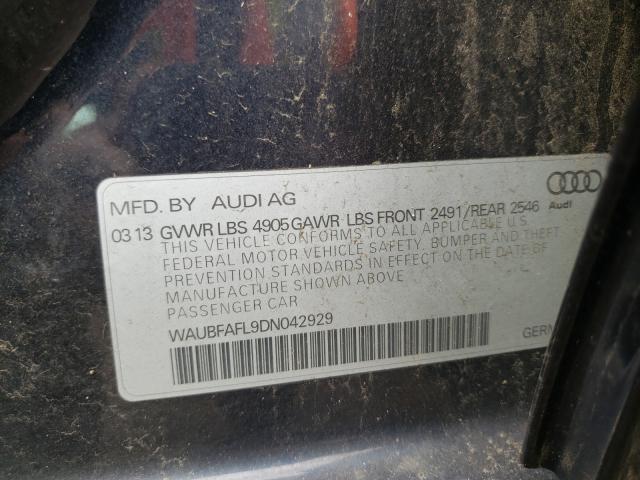 MFD. BY AUDI AG
03 13 GVWR LBS 4905 GAWR LBS FRONT 2491/REAR 2546
Audi
THIS VEHICLE CONFORMS TO ALL APPLICABLE U.S.
FEDERAL MOTOR VEHICLE SAFETY, BUMPER AND THEFT
PREVENTION STANDARDS IN EFFECT ON THE DATE OF
MANUFACTURE SHOWN ABOVE
PASSENGER CAR
WAUBFAFL9DN042929
GERM